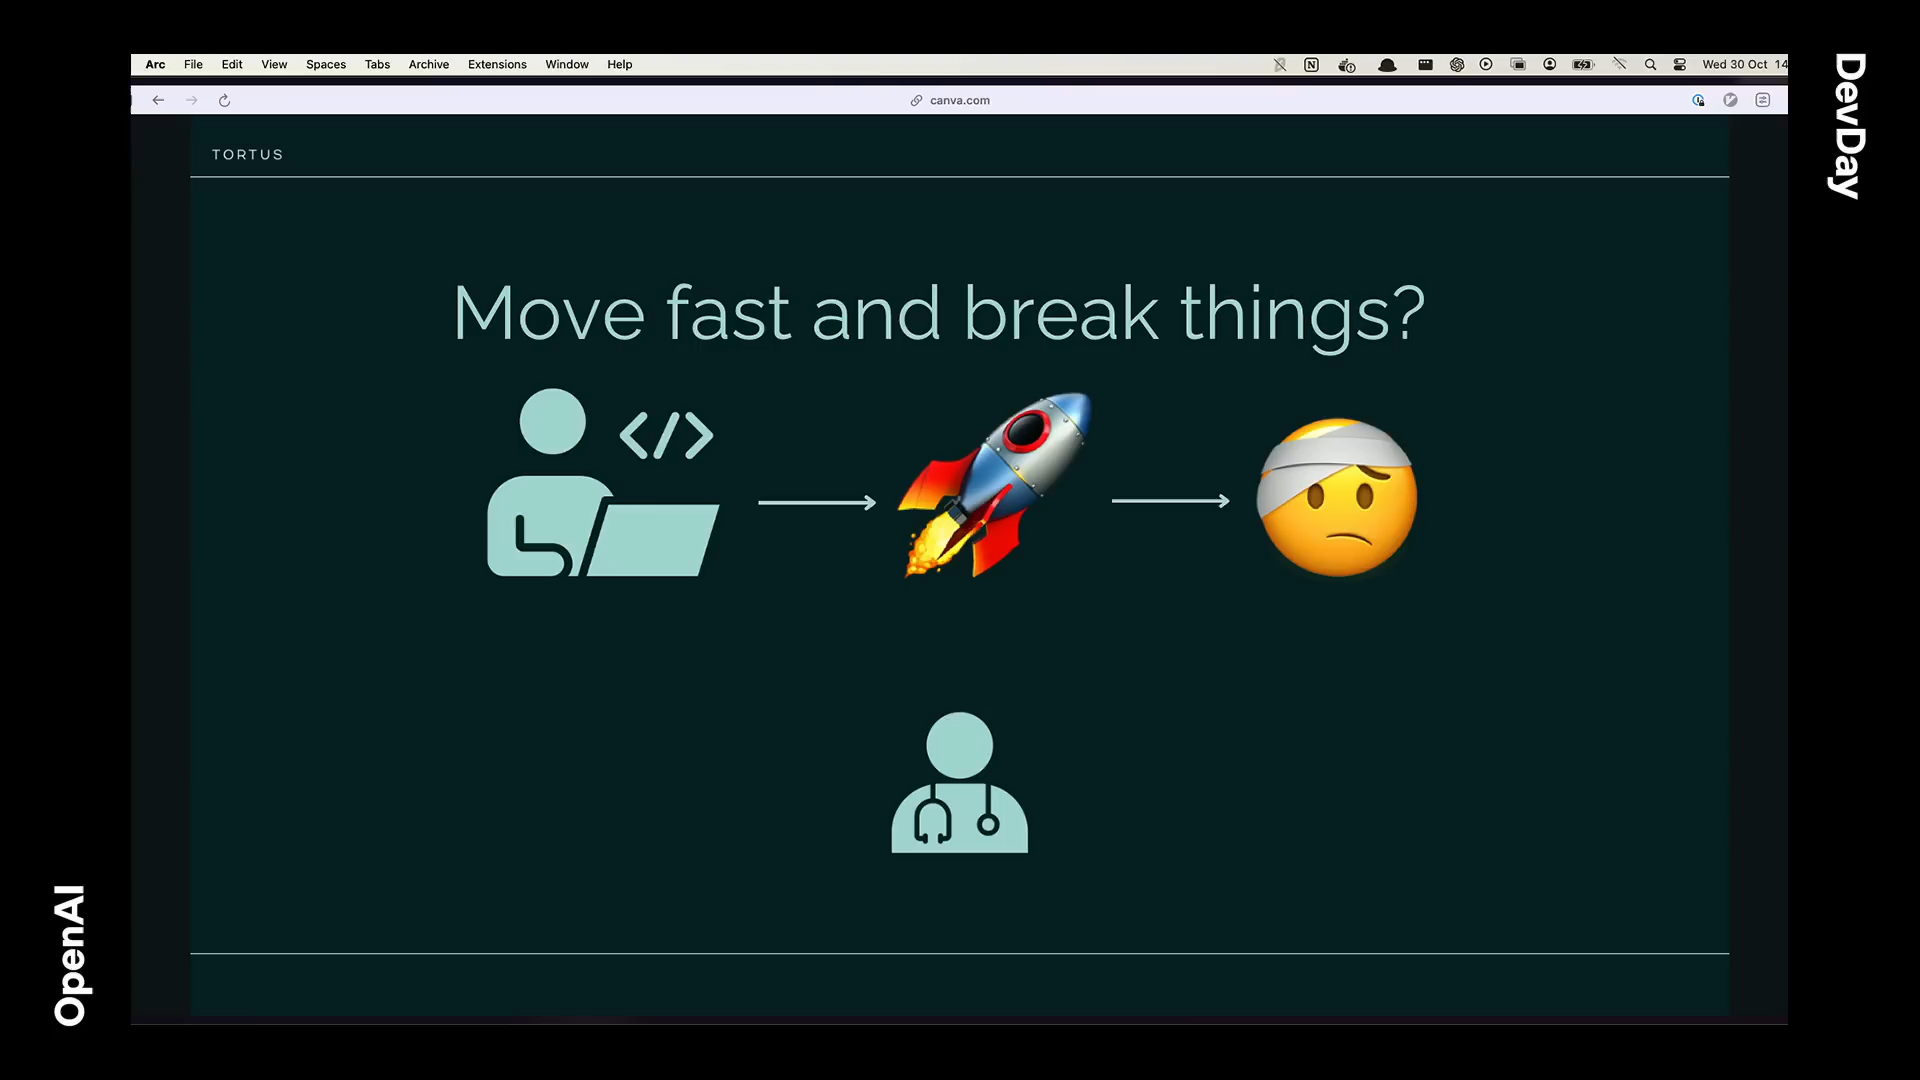 Arc File Edit View Spaces Tabs Archive Extensions Window Help Wed 30 Oct 14
canva.com
TORTUS
Move fast and break things?
</>
DevDay
OpenAI